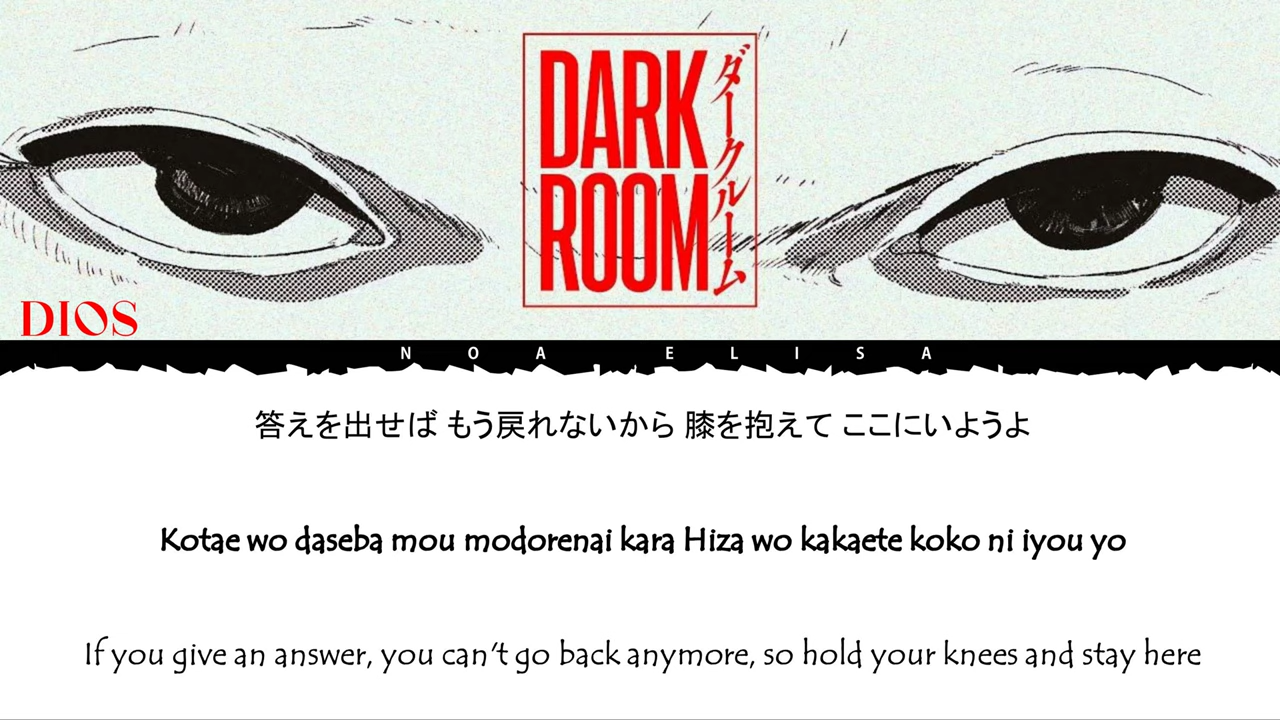 DARK
ROOM
ダークルーム
DIOS
NOA ELISA
答えを出せば もう戻れないから 膝を抱えて ここにいようよ
Kotae wo daseba mou modorenai kara Hiza wo kakaete koko ni iyou yo
If you give an answer, you can't go back anymore, so hold your knees and stay here